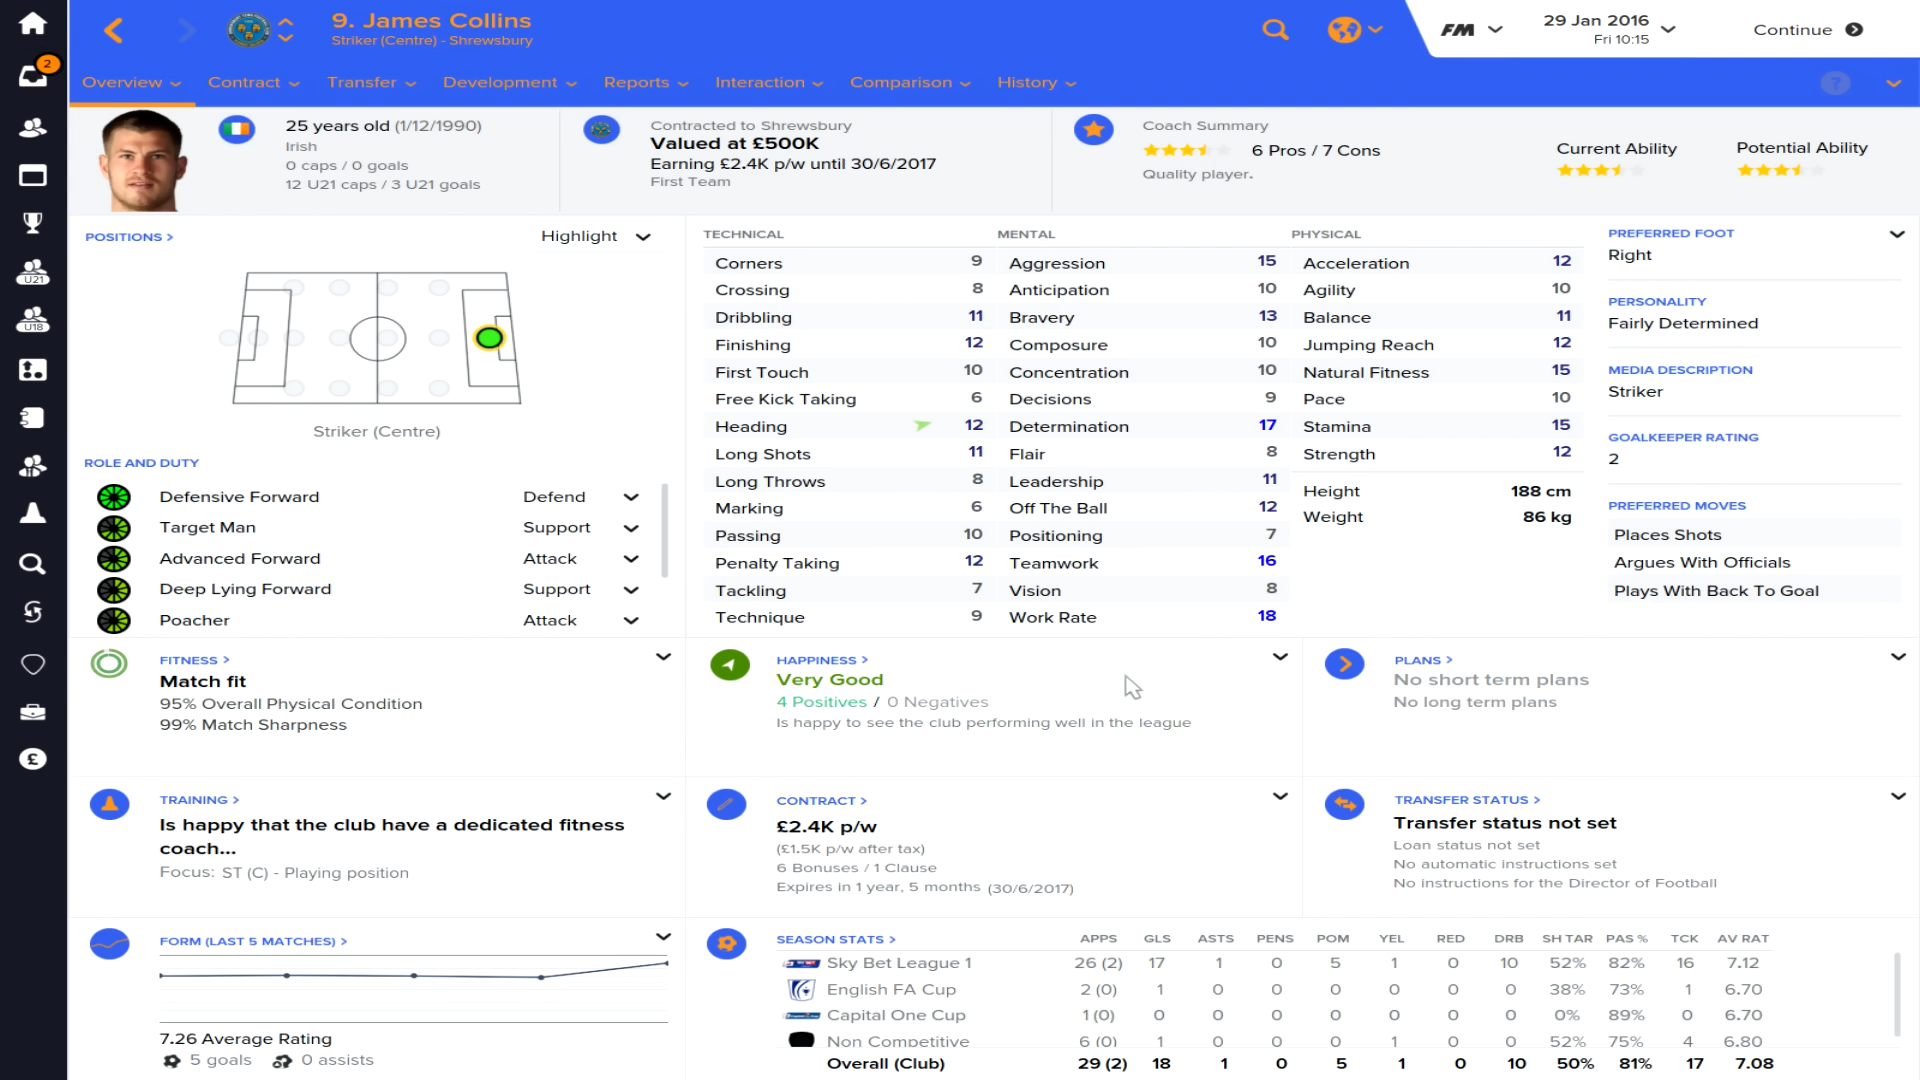 9. James Collins
Striker (Centre) - Shrewsbury
FM
29 Jan 2016
Fri 10:15
Continue
2
Overview
Contract
Transfer
Development
Reports
Interaction
Comparison
History
?
25 years old (1/12/1990)
Irish
0 caps / 0 goals
12 U21 caps / 3 U21 goals
Contracted to Shrewsbury
Valued at £500K
Earning £2.4K p/w until 30/6/2017
First Team
Coach Summary
6 Pros / 7 Cons
Quality player.
Current Ability
Potential Ability
POSITIONS >
Highlight
Striker (Centre)
ROLE AND DUTY
Defensive Forward Defend
Target Man Support
Advanced Forward Attack
Deep Lying Forward Support
Poacher Attack
TECHNICAL
Corners 9
Crossing 8
Dribbling 11
Finishing 12
First Touch 10
Free Kick Taking 6
Heading 12
Long Shots 11
Long Throws 8
Marking 6
Passing 10
Penalty Taking 12
Tackling 7
Technique 9
MENTAL
Aggression 15
Anticipation 10
Bravery 13
Composure 10
Concentration 10
Decisions 9
Determination 17
Flair 8
Leadership 11
Off The Ball 12
Positioning 7
Teamwork 16
Vision 8
Work Rate 18
PHYSICAL
Acceleration 12
Agility 10
Balance 11
Jumping Reach 12
Natural Fitness 15
Pace 10
Stamina 15
Strength 12
Height 188 cm
Weight 86 kg
PREFERRED FOOT
Right
PERSONALITY
Fairly Determined
MEDIA DESCRIPTION
Striker
GOALKEEPER RATING
2
PREFERRED MOVES
Places Shots
Argues With Officials
Plays With Back To Goal
U21
U18
£
FITNESS >
Match fit
95% Overall Physical Condition
99% Match Sharpness
HAPPINESS >
Very Good
4 Positives / 0 Negatives
Is happy to see the club performing well in the league
PLANS >
No short term plans
No long term plans
TRAINING >
Is happy that the club have a dedicated fitness
coach...
Focus: ST (C) - Playing position
CONTRACT >
£2.4K p/w
(£1.5K p/w after tax)
6 Bonuses / 1 Clause
Expires in 1 year, 5 months (30/6/2017)
TRANSFER STATUS >
Transfer status not set
Loan status not set
No automatic instructions set
No instructions for the Director of Football
FORM (LAST 5 MATCHES) >
7.26 Average Rating
5 goals 0 assists
SEASON STATS > APPS GLS ASTS PENS POM YEL RED DRB SH TAR PAS % TCK AV RAT
Sky Bet League 1 26 (2) 17 1 0 5 1 0 10 52% 82% 16 7.12
English FA Cup 2 (0) 1 0 0 0 0 0 0 38% 73% 1 6.70
Capital One Cup 1 (0) 0 0 0 0 0 0 0 0% 89% 0 6.70
Non Competitive 6 (0) 1 0 0 0 1 0 0 52% 75% 4 6.80
Overall (Club) 29 (2) 18 1 0 5 1 0 10 50% 81% 17 7.08